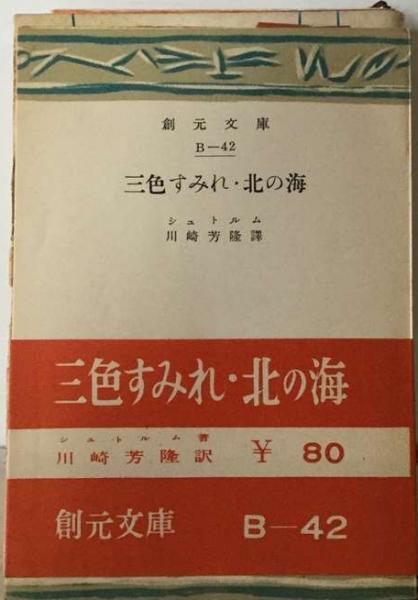 創元文庫
B—42
三色すみれ・北の海
シュトルム
川崎芳隆譯
三色すみれ・北の海
シュトルム著
川崎芳隆訳 ¥ 80
創元文庫 B—42